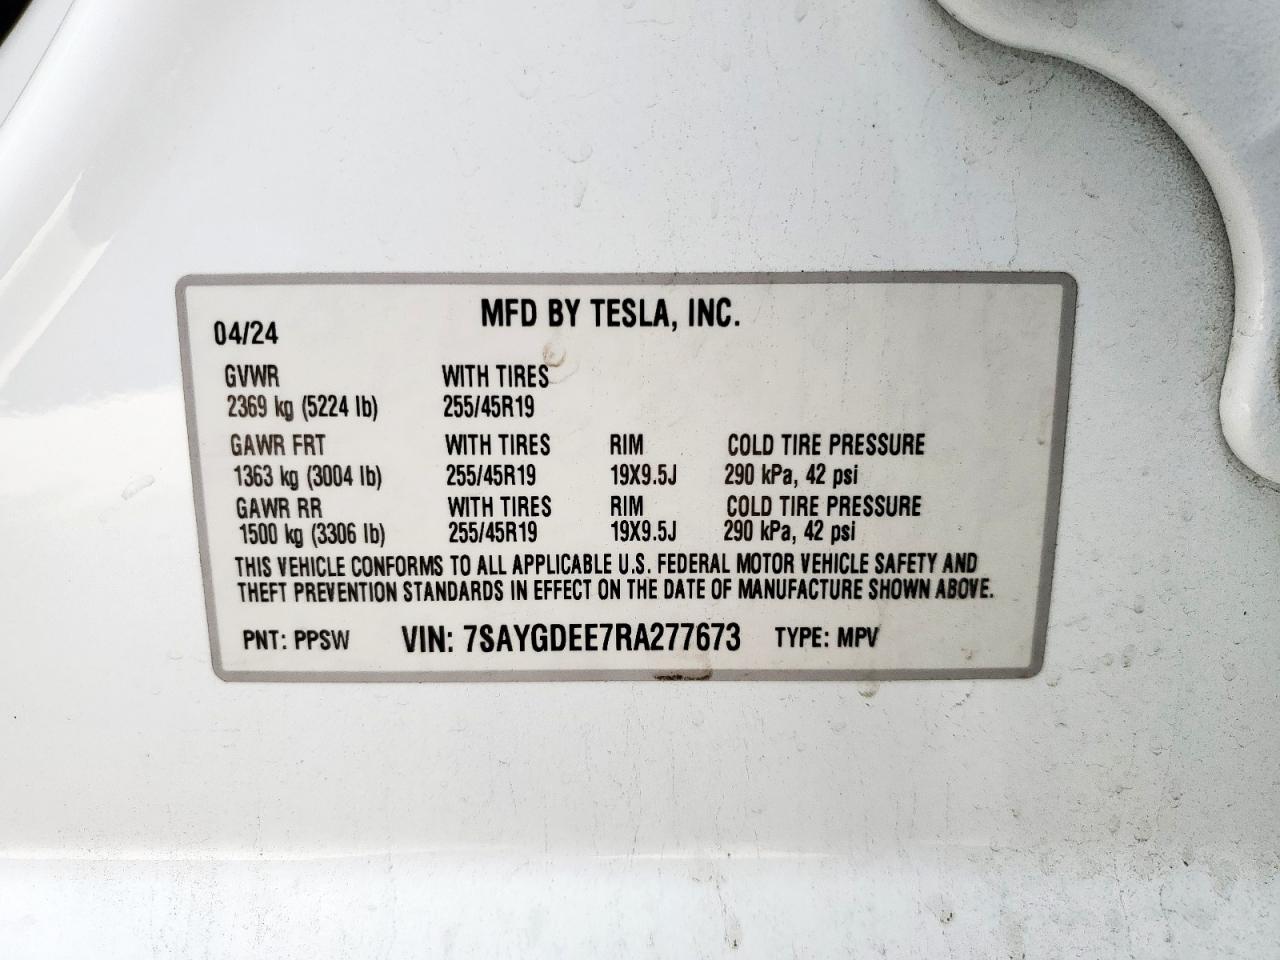 MFD BY TESLA, INC.
04/24
GVWR WITH TIRES
2369 kg (5224 lb) 255/45R19
GAWR FRT WITH TIRES RIM COLD TIRE PRESSURE
1363 kg (3004 lb) 255/45R19 19X9.5J 290 kPa, 42 psi
GAWR RR WITH TIRES RIM COLD TIRE PRESSURE
1500 kg (3306 lb) 255/45R19 19X9.5J 290 kPa, 42 psi
THIS VEHICLE CONFORMS TO ALL APPLICABLE U.S. FEDERAL MOTOR VEHICLE SAFETY AND
THEFT PREVENTION STANDARDS IN EFFECT ON THE DATE OF MANUFACTURE SHOWN ABOVE.
PNT: PPSW VIN: 7SAYGDEE7RA277673 TYPE: MPV